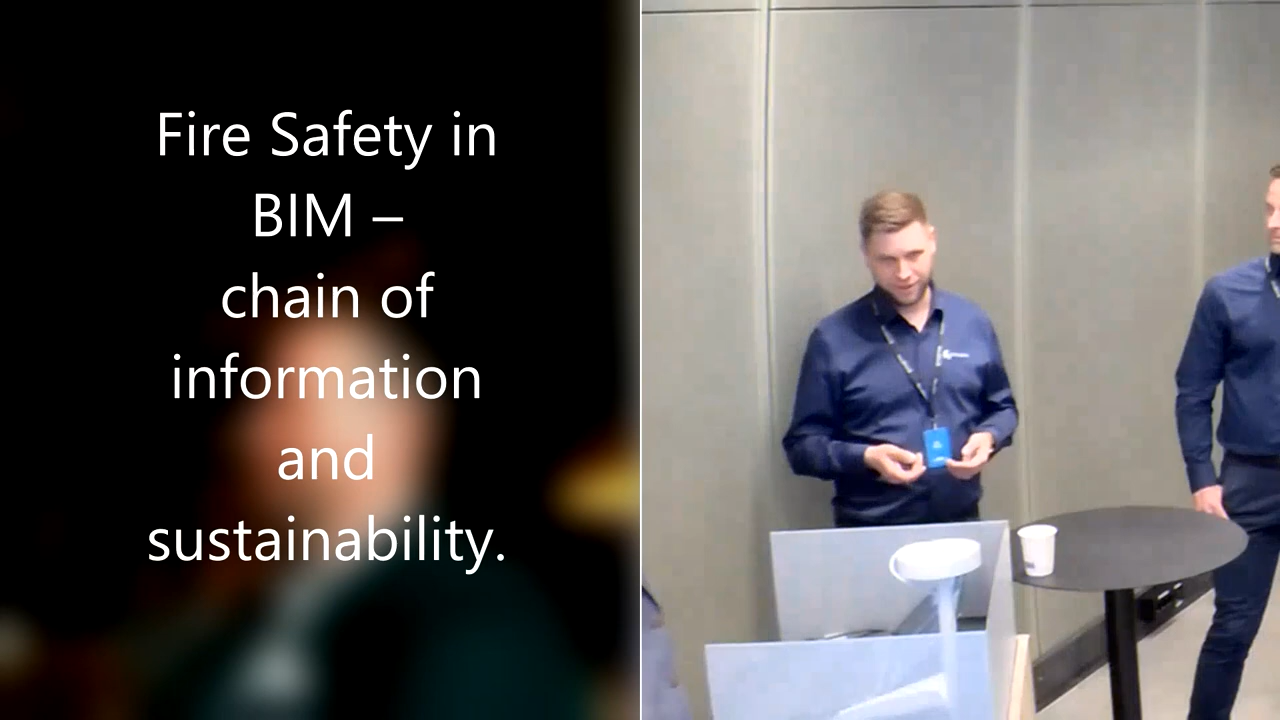 Fire Safety in
BIM –
chain of
information
and
sustainability.